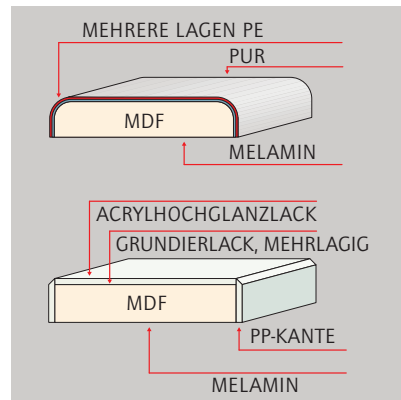 MEHRERE LAGEN PE
PUR
MDF
MELAMIN
ACRYLHOCHGLANZLACK
GRUNDIERLACK, MEHRLAGIG
MDF
PP-KANTE
MELAMIN